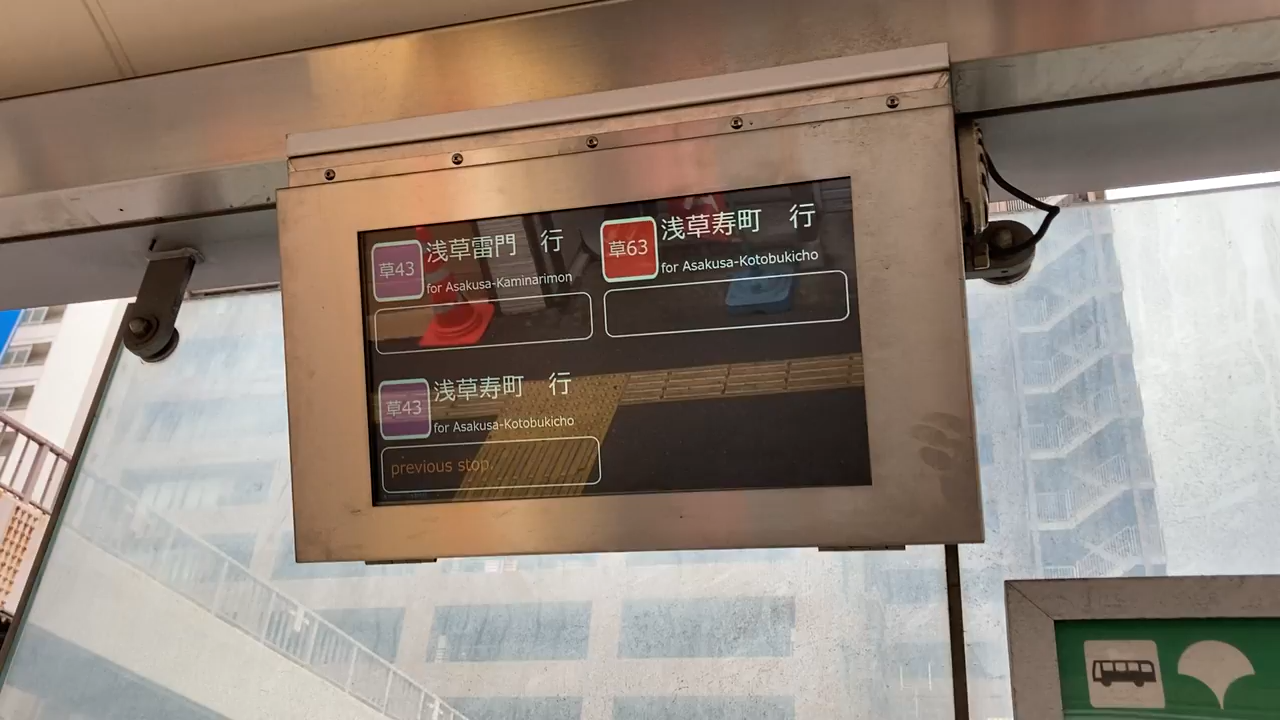 草43 浅草雷門 行
for Asakusa-Kaminarimon
草63 浅草寿町 行
for Asakusa-Kotobukicho
草43 浅草寿町 行
for Asakusa-Kotobukicho
previous stop.